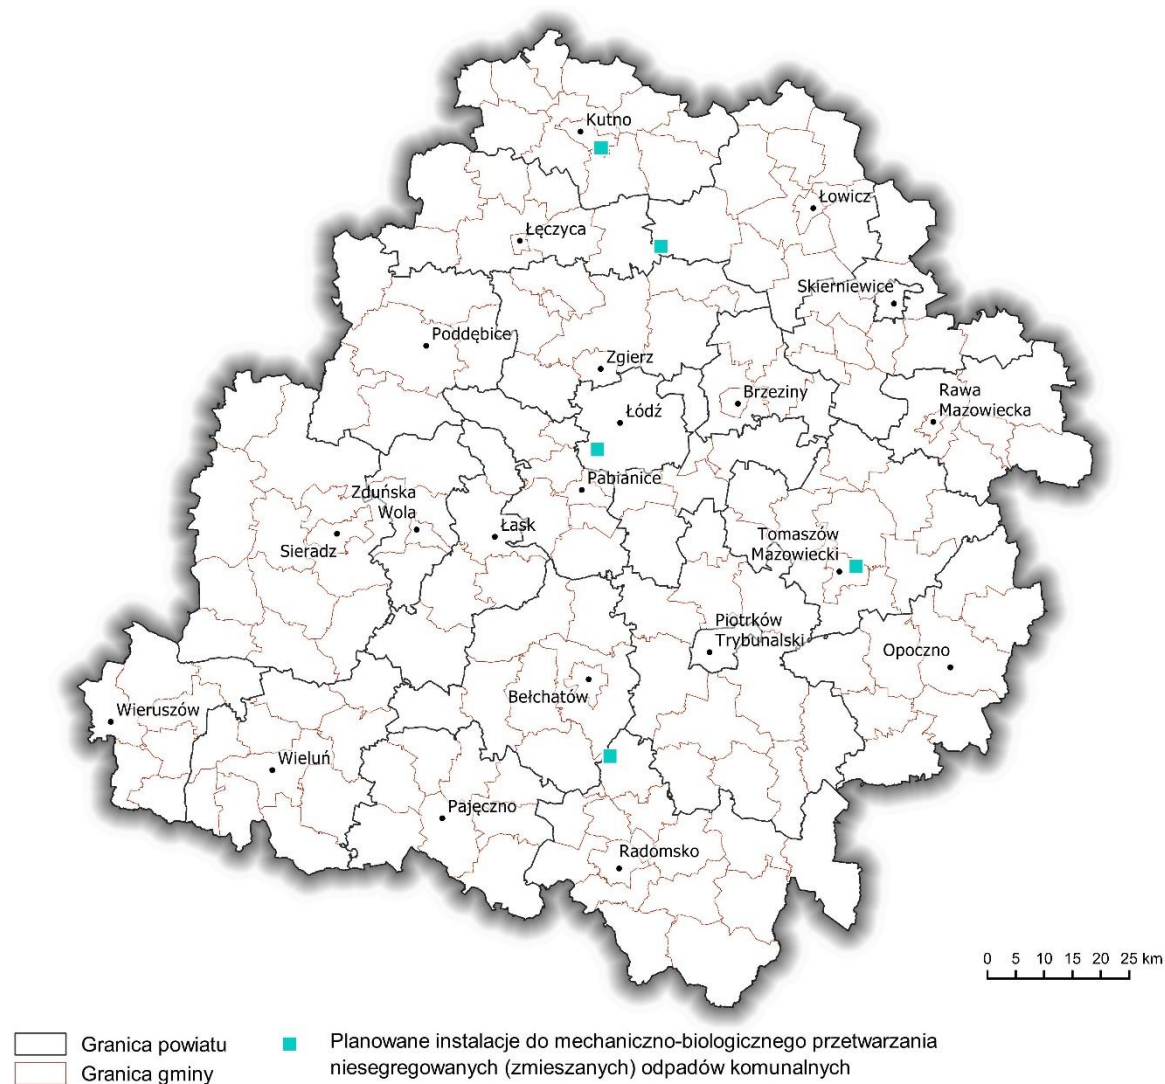 Kutno
Łowicz
Łęczyca
Skierniewice
Poddębice
Zgierz
Rawa
Mazowiecka
Brzeziny
Łódź
Pabianice
Zduńska
Wola
Łask
Sieradz
Tomaszów
Mazowiecki
Piotrków
Trybunalski
Opoczno
Bełchatów
Wieruszów
Wieluń
Pajęczno
Radomsko
0 5 10 15 20 25 km
Granica powiatu
Granica gminy
Planowane instalacje do mechaniczno-biologicznego przetwarzania
niesegregowanych (zmieszanych) odpadów komunalnych